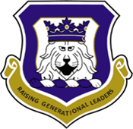 RAISING GENERATIONAL LEADERS